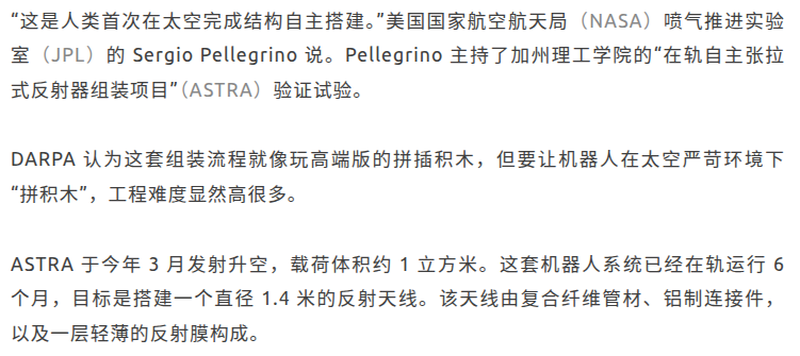 “这是人类首次在太空完成结构自主搭建。”美国国家航空航天局（NASA）喷气推进实验
室（JPL）的 Sergio Pellegrino 说。Pellegrino 主持了加州理工学院的“在轨自主张拉
式反射器组装项目”（ASTRA）验证试验。
DARPA 认为这套组装流程就像玩高端版的拼插积木，但要让机器人在太空严苛环境下
“拼积木”，工程难度显然高很多。
ASTRA 于今年 3 月发射升空，载荷体积约 1 立方米。这套机器人系统已经在轨运行 6
个月，目标是搭建一个直径 1.4 米的反射天线。该天线由复合纤维管材、铝制连接件，
以及一层轻薄的反射膜构成。